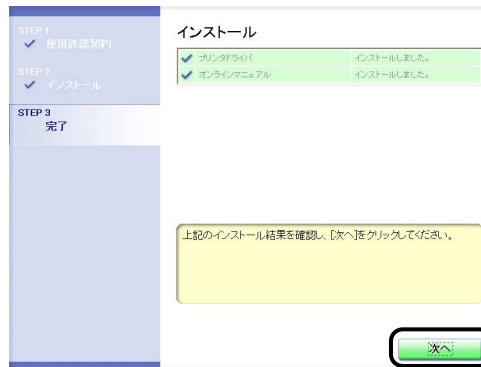 STEP 1
使用許諾契約
STEP 2
インストール
STEP 3
完了
インストール
プリンタドライバ インストールしました。
オンラインマニュアル インストールしました。
上記のインストール結果を確認し、[次へ]をクリックしてください。
次へ